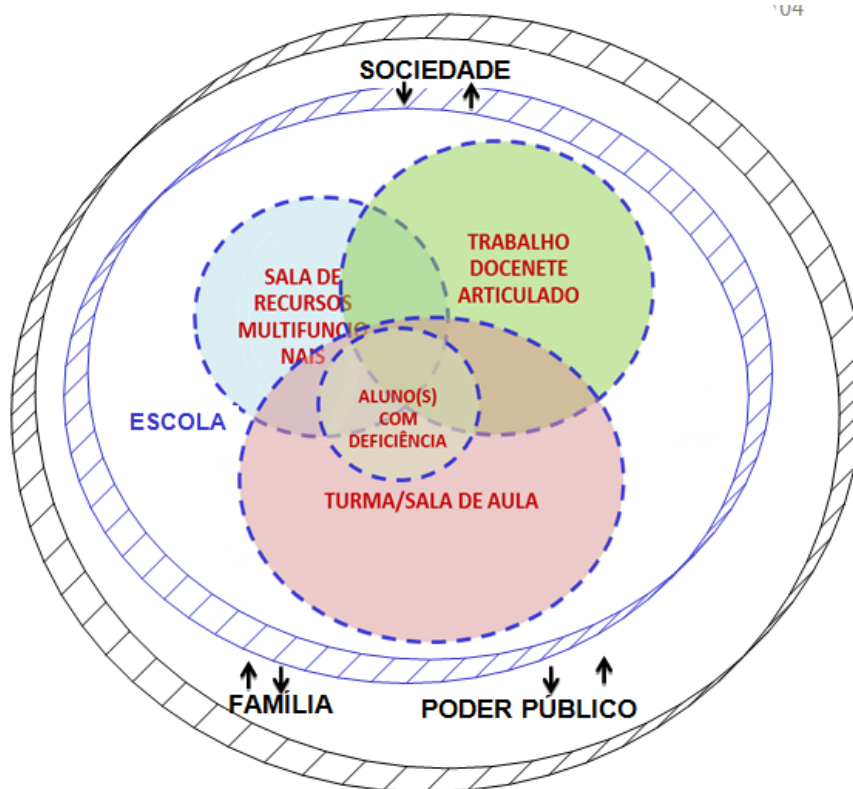 SOCIEDADE
TRABALHO
DOCENETE
ARTICULADO
SALA DE
RECURSOS
MULTIFUNCIO
NAIS
ALUNO(S)
COM
DEFICIÊNCIA
ESCOLA
TURMA/SALA DE AULA
FAMÍLIA
PODER PÚBLICO